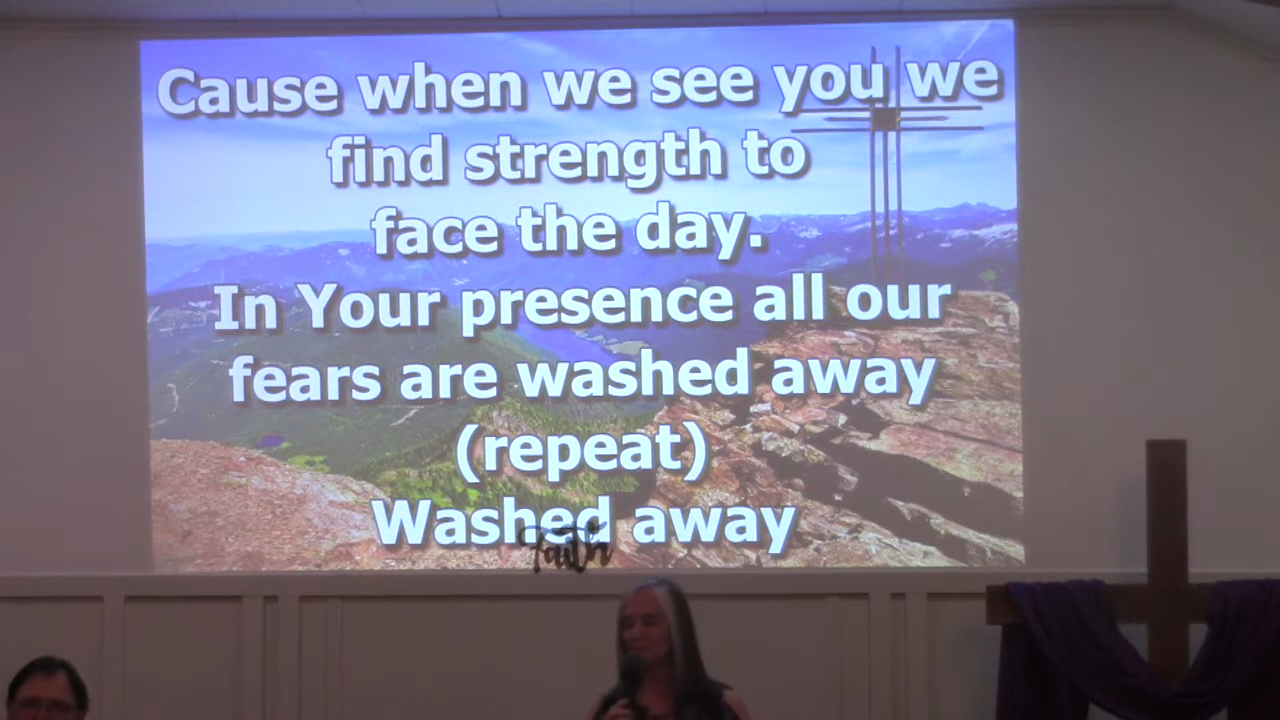 Cause when we see you we
find strength to
face the day.
In Your presence all our
fears are washed away
(repeat)
Washed away
Faith